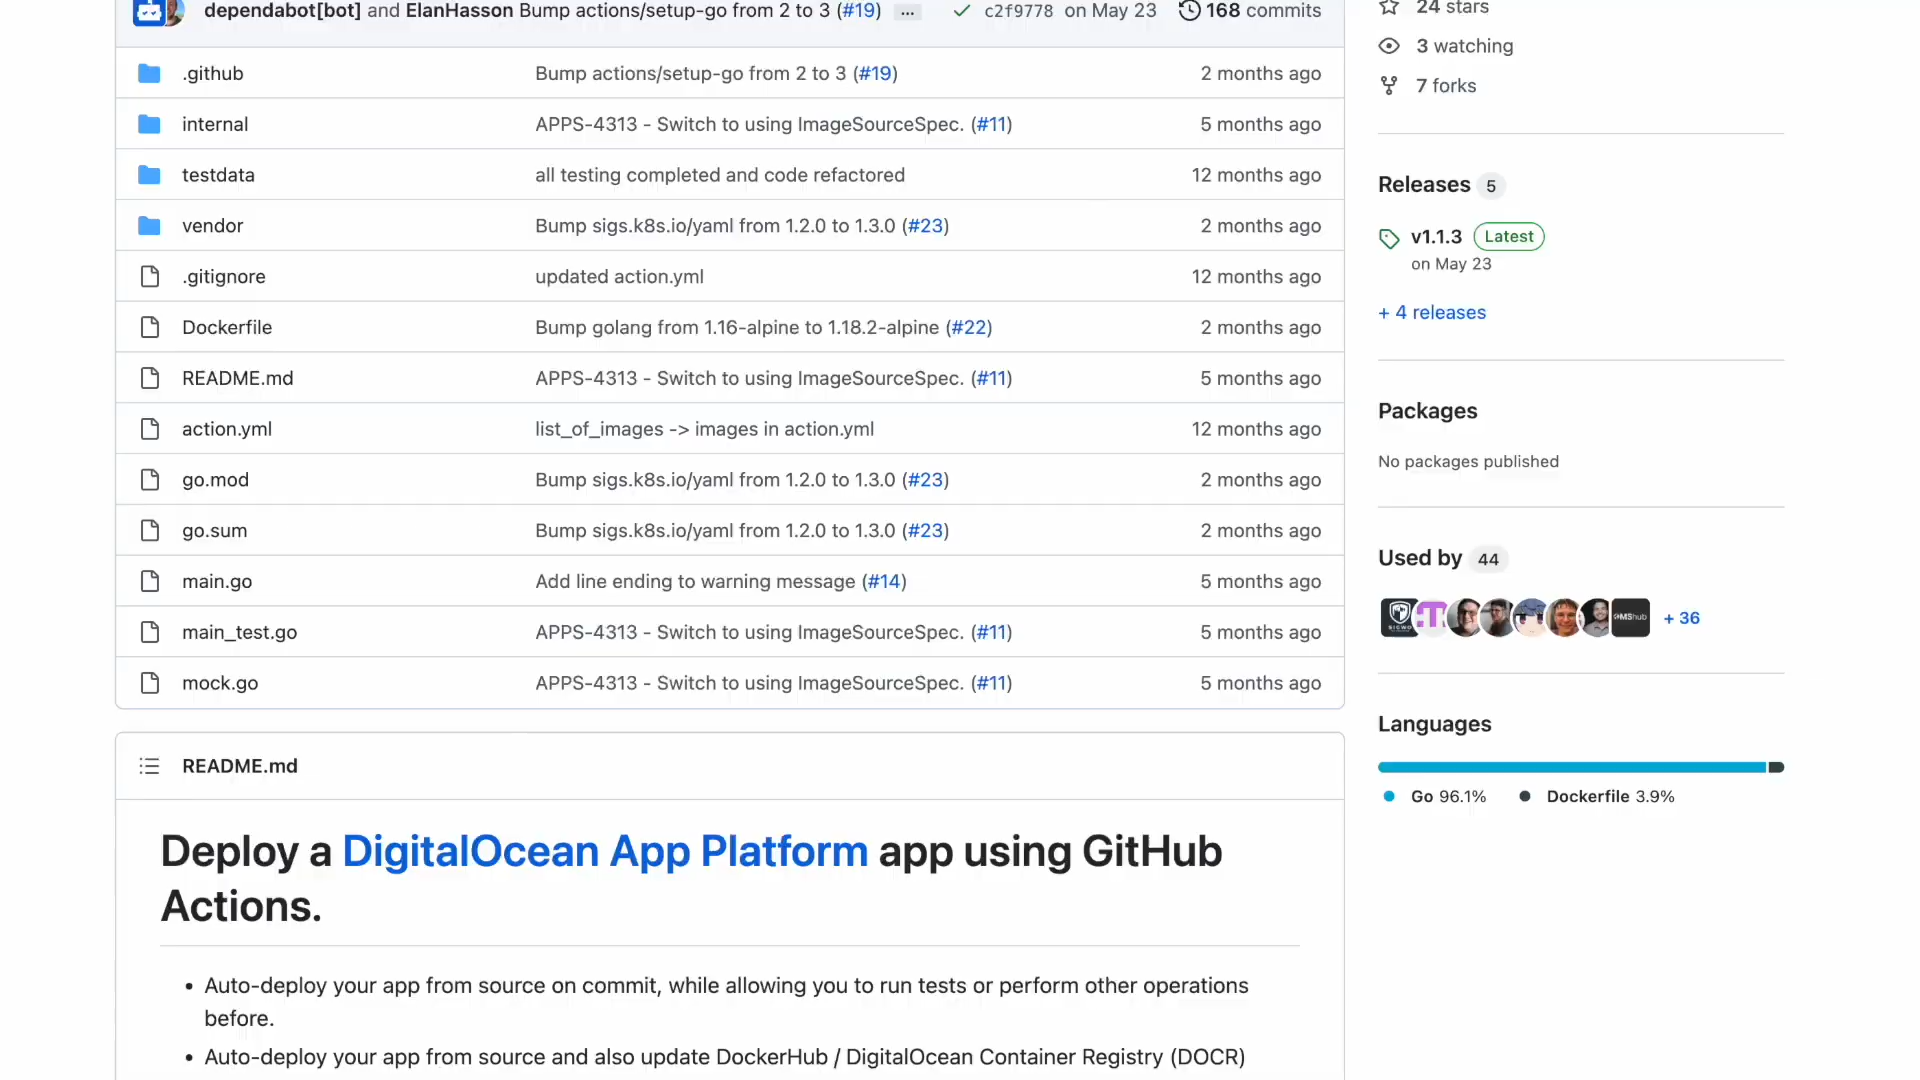 dependabot[bot] and ElanHasson Bump actions/setup-go from 2 to 3 (#19) ... c2f9778 on May 23 168 commits
.github Bump actions/setup-go from 2 to 3 (#19) 2 months ago
internal APPS-4313 - Switch to using ImageSourceSpec. (#11) 5 months ago
testdata all testing completed and code refactored 12 months ago
vendor Bump sigs.k8s.io/yaml from 1.2.0 to 1.3.0 (#23) 2 months ago
.gitignore updated action.yml 12 months ago
Dockerfile Bump golang from 1.16-alpine to 1.18.2-alpine (#22) 2 months ago
README.md APPS-4313 - Switch to using ImageSourceSpec. (#11) 5 months ago
action.yml list_of_images -> images in action.yml 12 months ago
go.mod Bump sigs.k8s.io/yaml from 1.2.0 to 1.3.0 (#23) 2 months ago
go.sum Bump sigs.k8s.io/yaml from 1.2.0 to 1.3.0 (#23) 2 months ago
main.go Add line ending to warning message (#14) 5 months ago
main_test.go APPS-4313 - Switch to using ImageSourceSpec. (#11) 5 months ago
mock.go APPS-4313 - Switch to using ImageSourceSpec. (#11) 5 months ago
README.md
Deploy a DigitalOcean App Platform app using GitHub
Actions.
• Auto-deploy your app from source on commit, while allowing you to run tests or perform other operations
before.
• Auto-deploy your app from source and also update DockerHub / DigitalOcean Container Registry (DOCR)
24 stars
3 watching
7 forks
Releases 5
v1.1.3 Latest
on May 23
+ 4 releases
Packages
No packages published
Used by 44
MShub + 36
Languages
Go 96.1% Dockerfile 3.9%